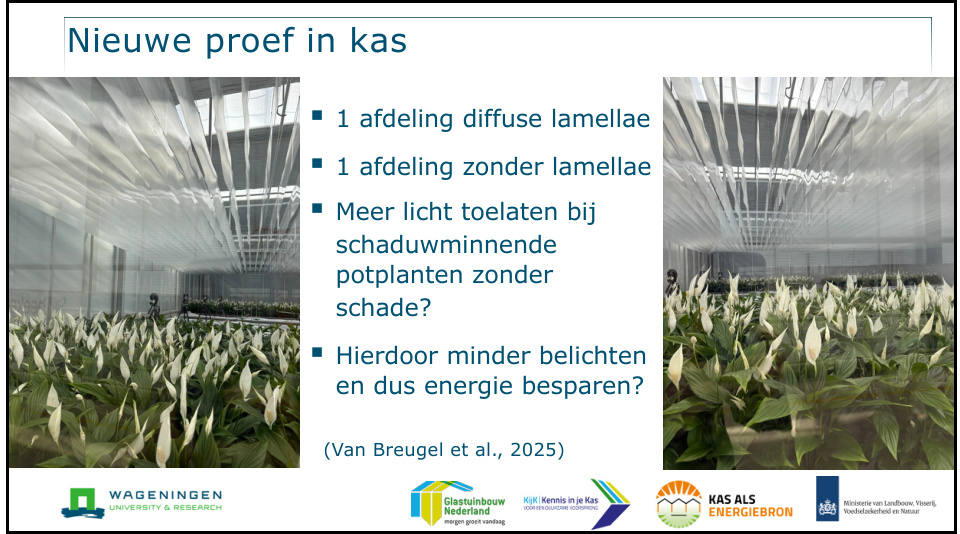 Nieuwe proef in kas
1 afdeling diffuse lamellae
1 afdeling zonder lamellae
Meer licht toelaten bij
schaduwminnende
potplanten zonder
schade?
Hierdoor minder belichten
en dus energie besparen?
(Van Breugel et al., 2025)
WAGENINGEN
UNIVERSITY & RESEARCH
Glastuinbouw
Nederland
morgen groeit vandaag
KijK | Kennis in je Kas
VOOR EEN DUURZAME VOORSPRONG
KAS ALS
ENERGIEBRON
Ministerie van Landbouw, Visserij,
Voedselzekerheid en Natuur